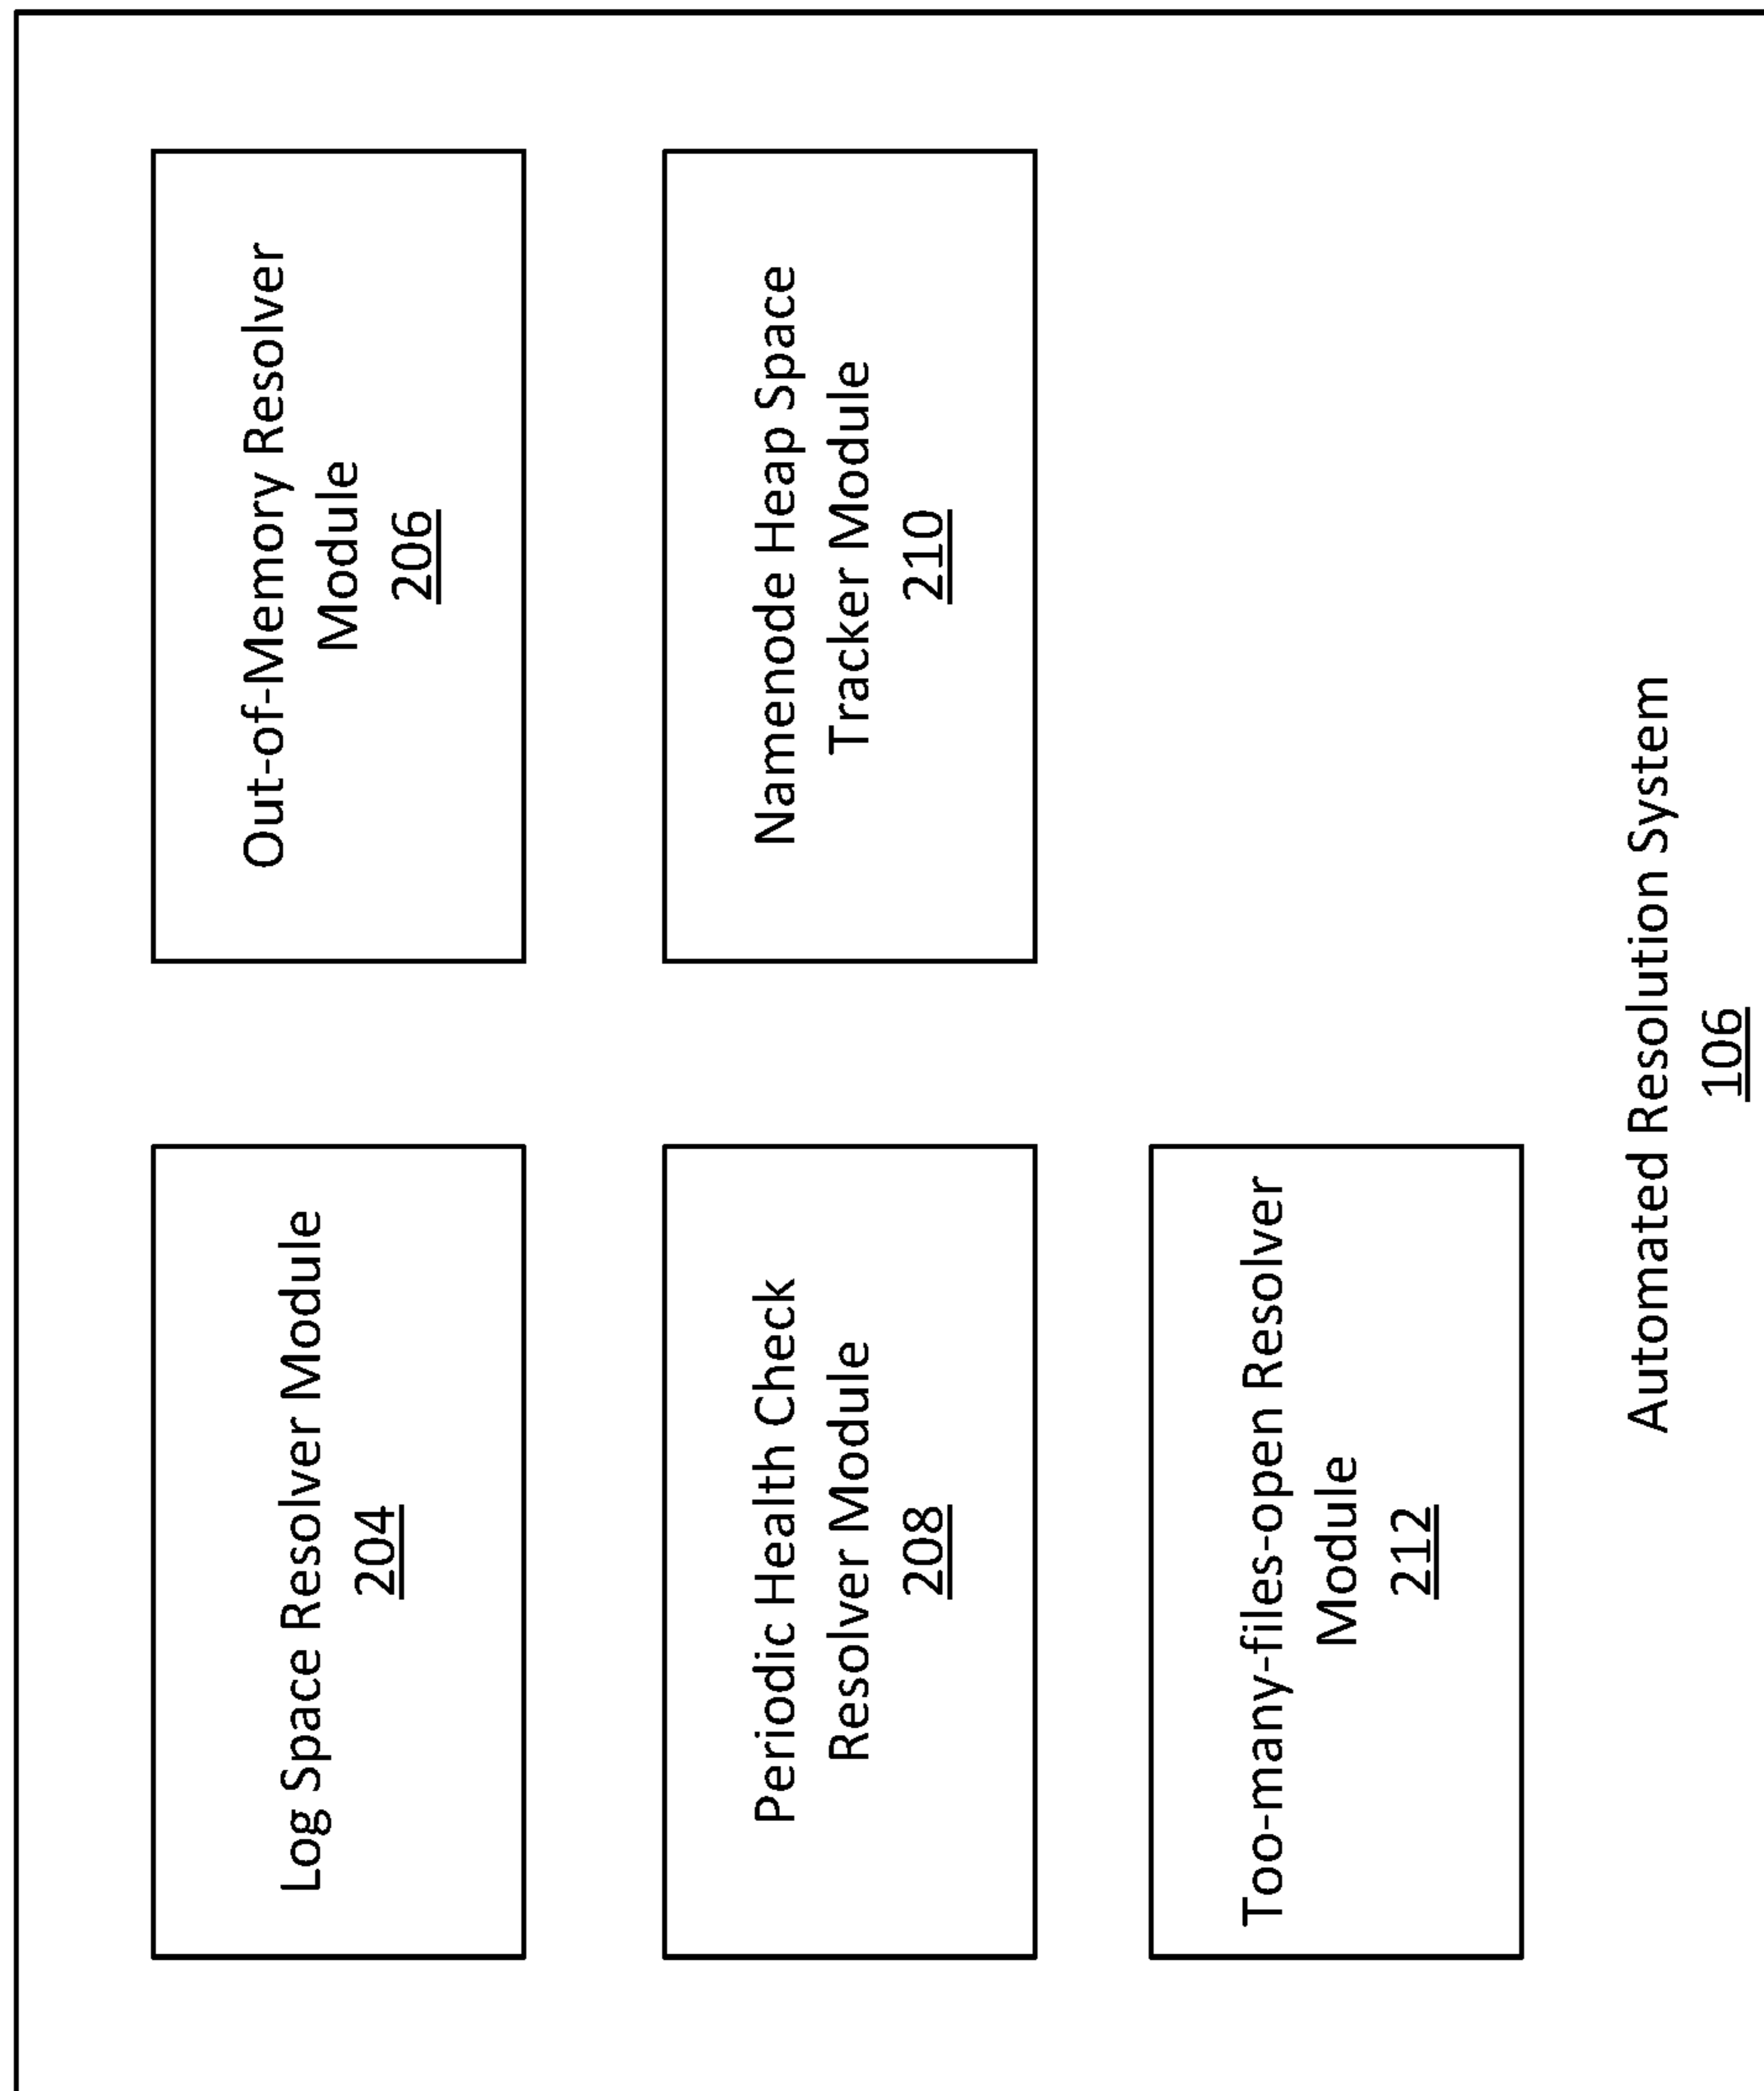 Log Space Resolver Module
204
Out-of-Memory Resolver
Module
206
Periodic Health Check
Resolver Module
208
Namenode Heap Space
Tracker Module
210
Too-many-files-open Resolver
Module
212
Automated Resolution System
106